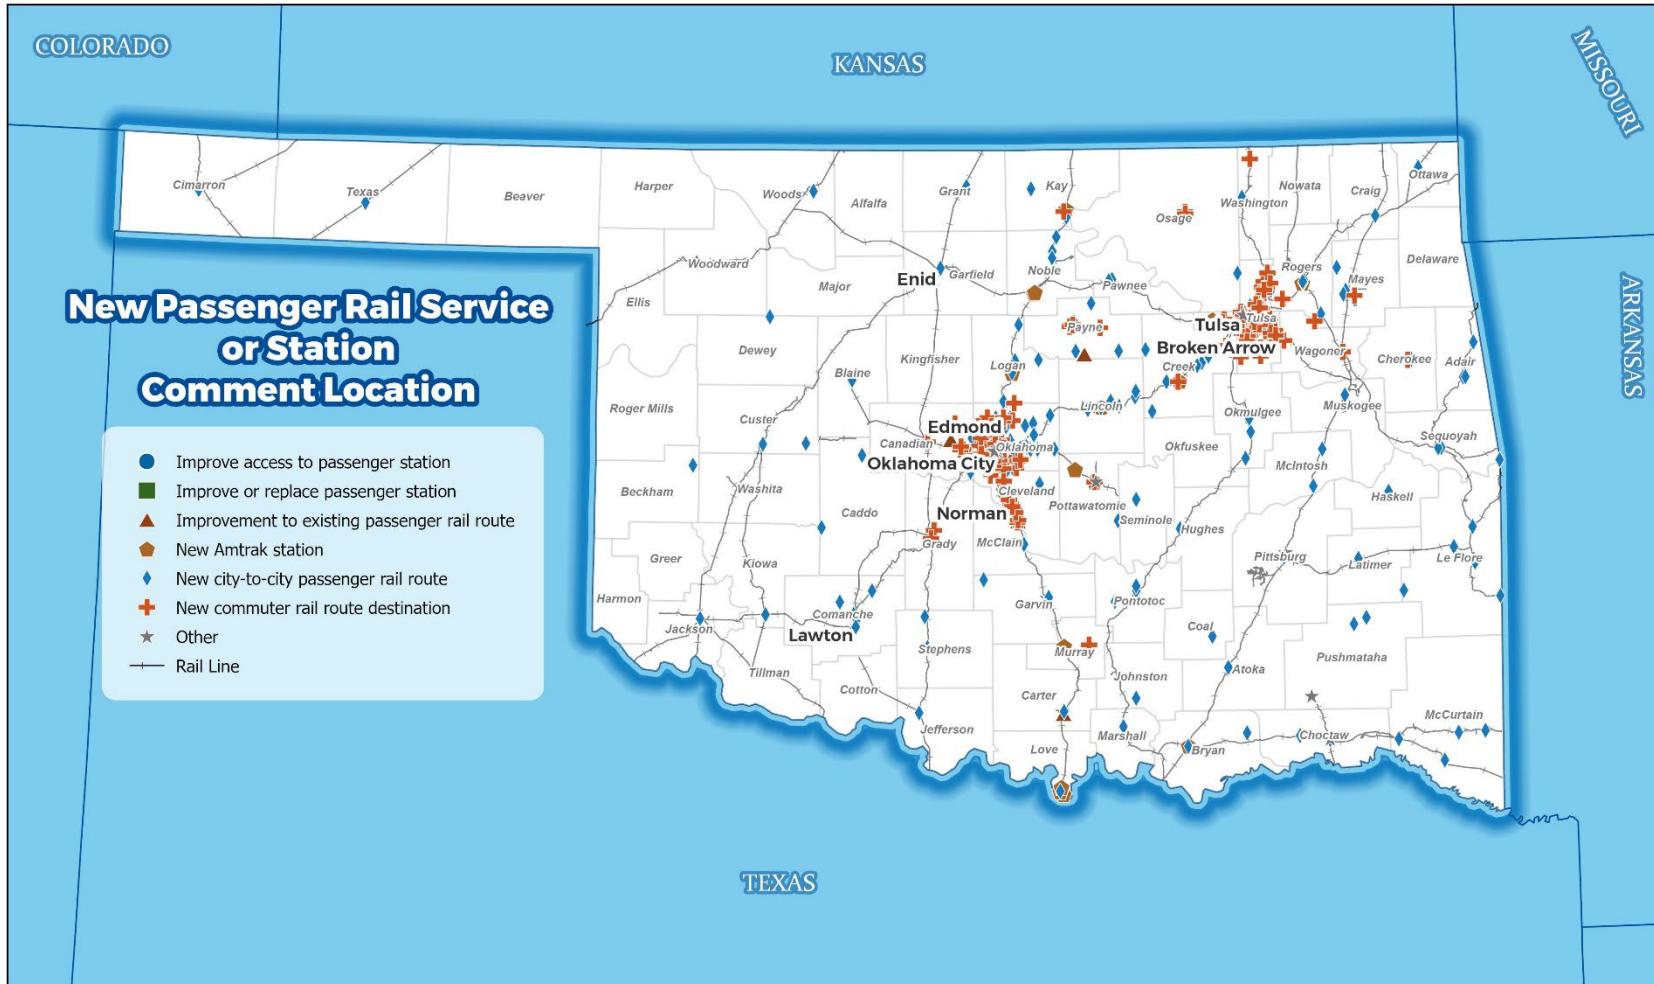 COLORADO
KANSAS
MISSOURI
ARKANSAS
TEXAS
New Passenger Rail Service
or Station
Comment Location
Improve access to passenger station
Improve or replace passenger station
Improvement to existing passenger rail route
New Amtrak station
New city-to-city passenger rail route
New commuter rail route destination
Other
Rail Line
Cimarron
Texas
Beaver
Harper
Woods
Alfalfa
Grant
Kay
Osage
Washington
Nowata
Craig
Ottawa
Ellis
Woodward
Major
Enid
Garfield
Noble
Pawnee
Rogers
Mayes
Delaware
Dewey
Blaine
Kingfisher
Logan
Payne
Tulsa
Tulsa
Broken Arrow
Creek
Wagoner
Cherokee
Adair
Roger Mills
Custer
Canadian
Edmond
Oklahoma
Oklahoma City
Lincoln
Okmulgee
Okfuskee
Muskogee
Sequoyah
McIntosh
Haskell
Beckham
Washita
Caddo
Grady
Cleveland
Norman
McClain
Pottawatomie
Seminole
Hughes
Pittsburg
Latimer
Le Flore
Greer
Kiowa
Harmon
Jackson
Tillman
Comanche
Lawton
Cotton
Stephens
Jefferson
Garvin
Murray
Carter
Love
Pontotoc
Johnston
Marshall
Coal
Atoka
Bryan
Pushmataha
Choctaw
McCurtain